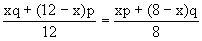 xq + (12 – x)p / 12 = xp + (8 – x)q / 8